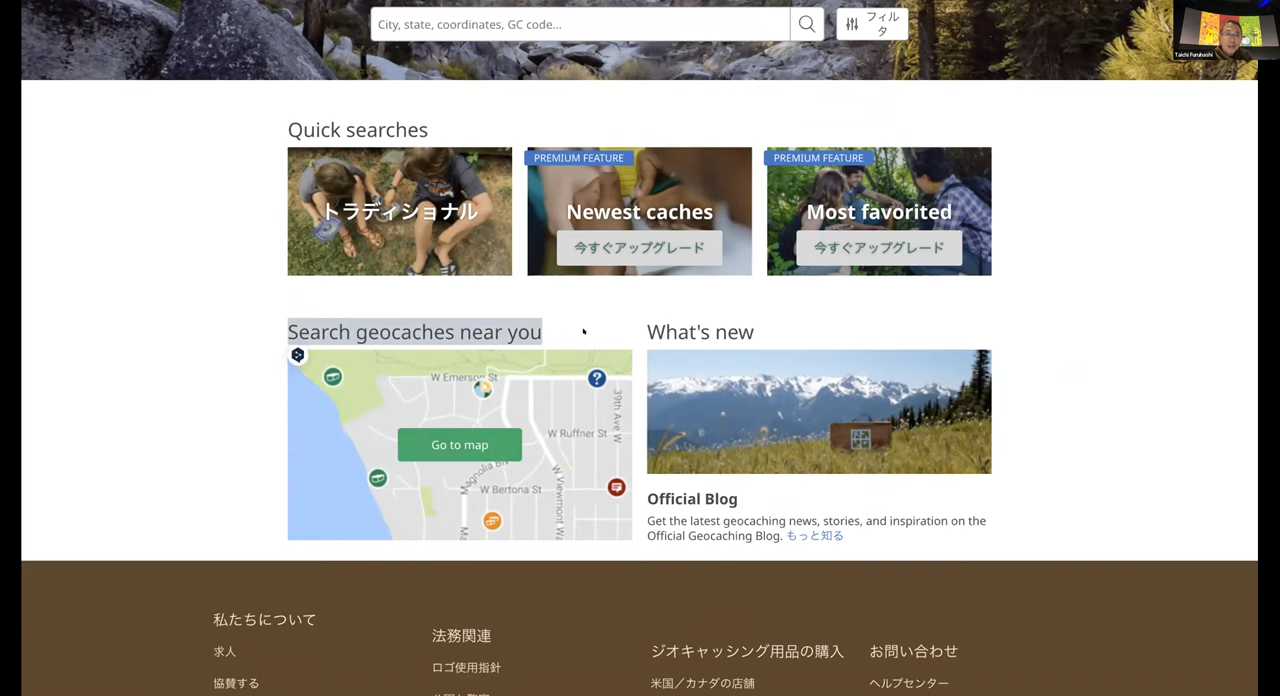 City, state, coordinates, GC code...
フィル
タ
Taichi Furuhashi
Quick searches
トラディショナル
PREMIUM FEATURE
Newest caches
今すぐアップグレード
PREMIUM FEATURE
Most favorited
今すぐアップグレード
Search geocaches near you
W Emerson St
39th Ave W
W Ruffner St
Go to map
Magnolia Bl
W Bertona St
W Viewmont W
What's new
Official Blog
Get the latest geocaching news, stories, and inspiration on the
Official Geocaching Blog. もっと知る
私たちについて
求人
協賛する
法務関連
ロゴ使用指針
ジオキャッシング用品の購入
米国／カナダの店舗
お問い合わせ
ヘルプセンター